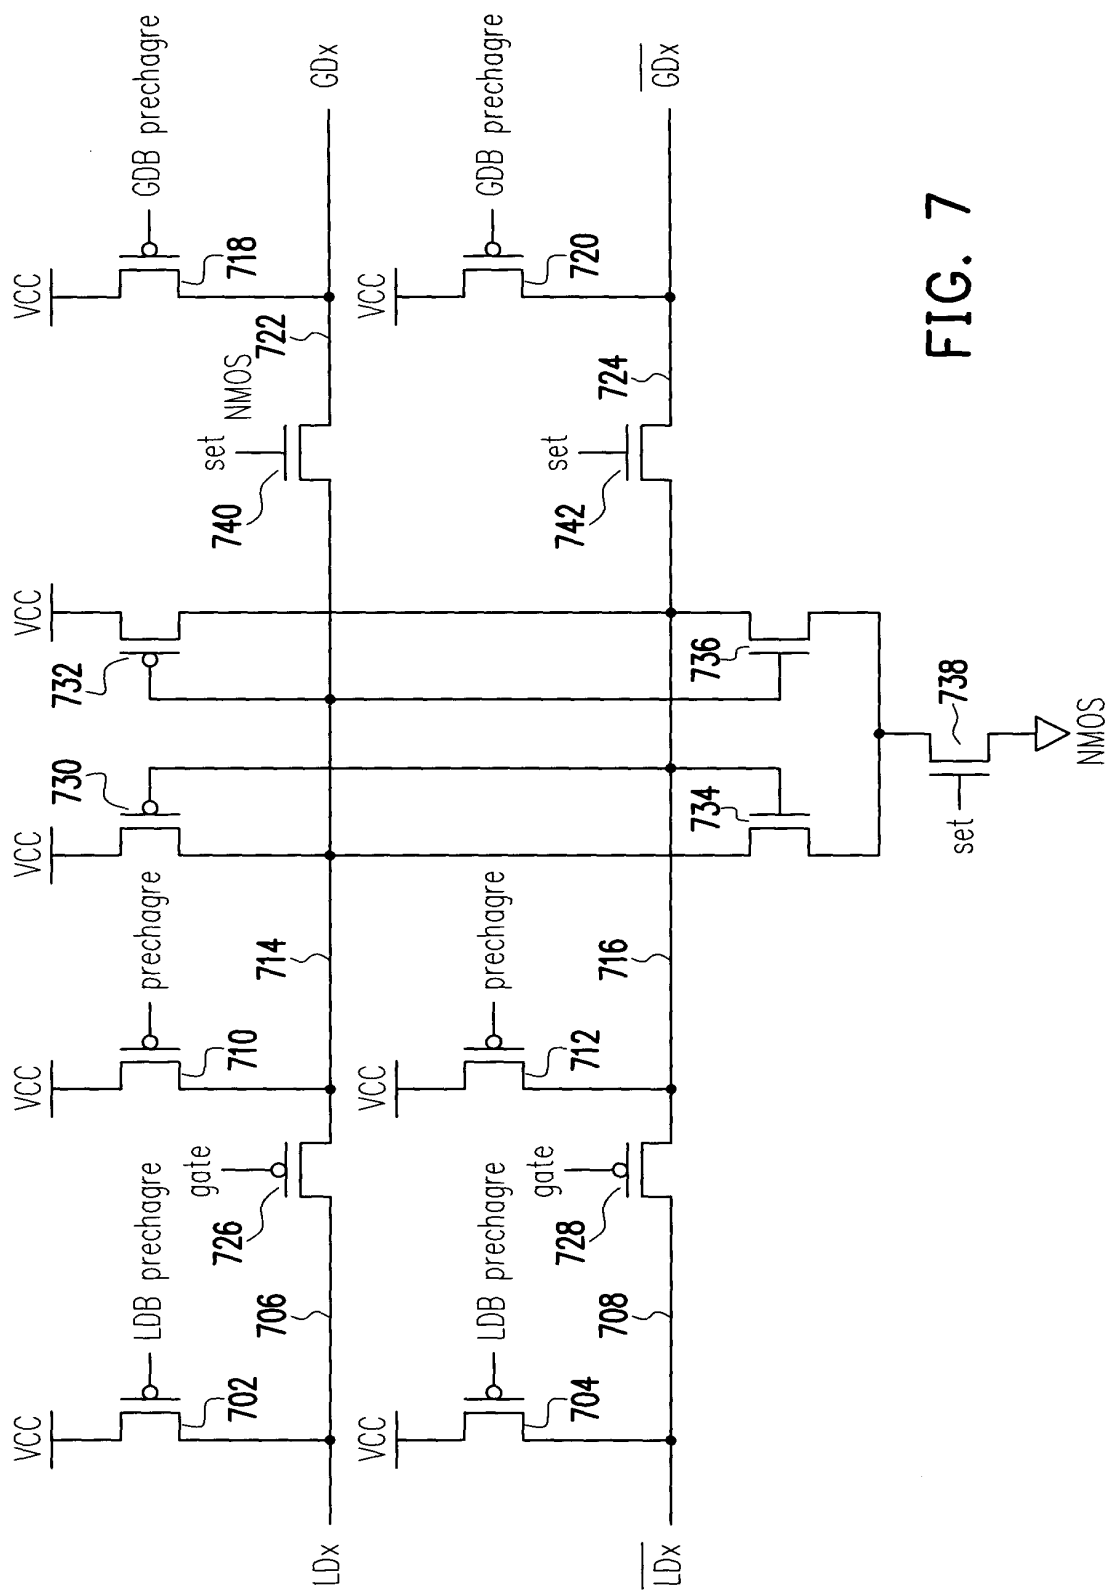 VCC
VCC
VCC
VCC
VCC
LDB prechagre
prechagre
730
732
GDB prechagre
702
710
718
gate
set
NMOS
726
740
706
714
722
LDx
GDx
VCC
VCC
VCC
LDB prechagre
prechagre
GDB prechagre
704
712
720
gate
set
728
742
708
716
724
LDx
GDx
734
736
738
set
NMOS
FIG. 7